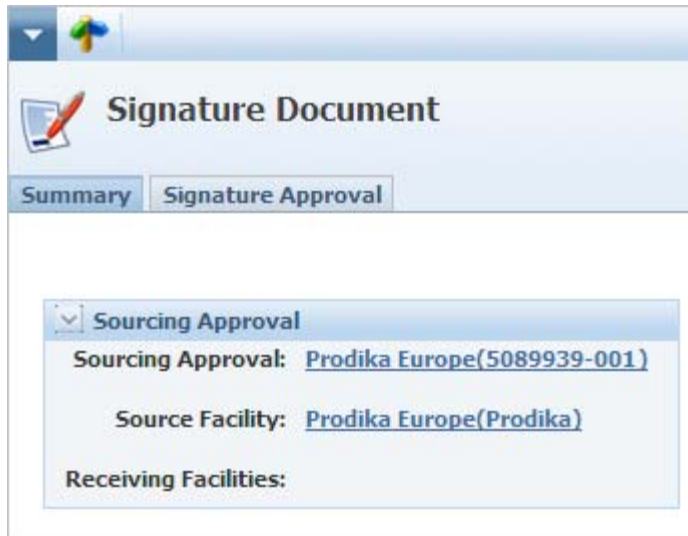 Signature Document
Summary Signature Approval
Sourcing Approval
Sourcing Approval: Prodika Europe(5089939-001)
Source Facility: Prodika Europe(Prodika)
Receiving Facilities: